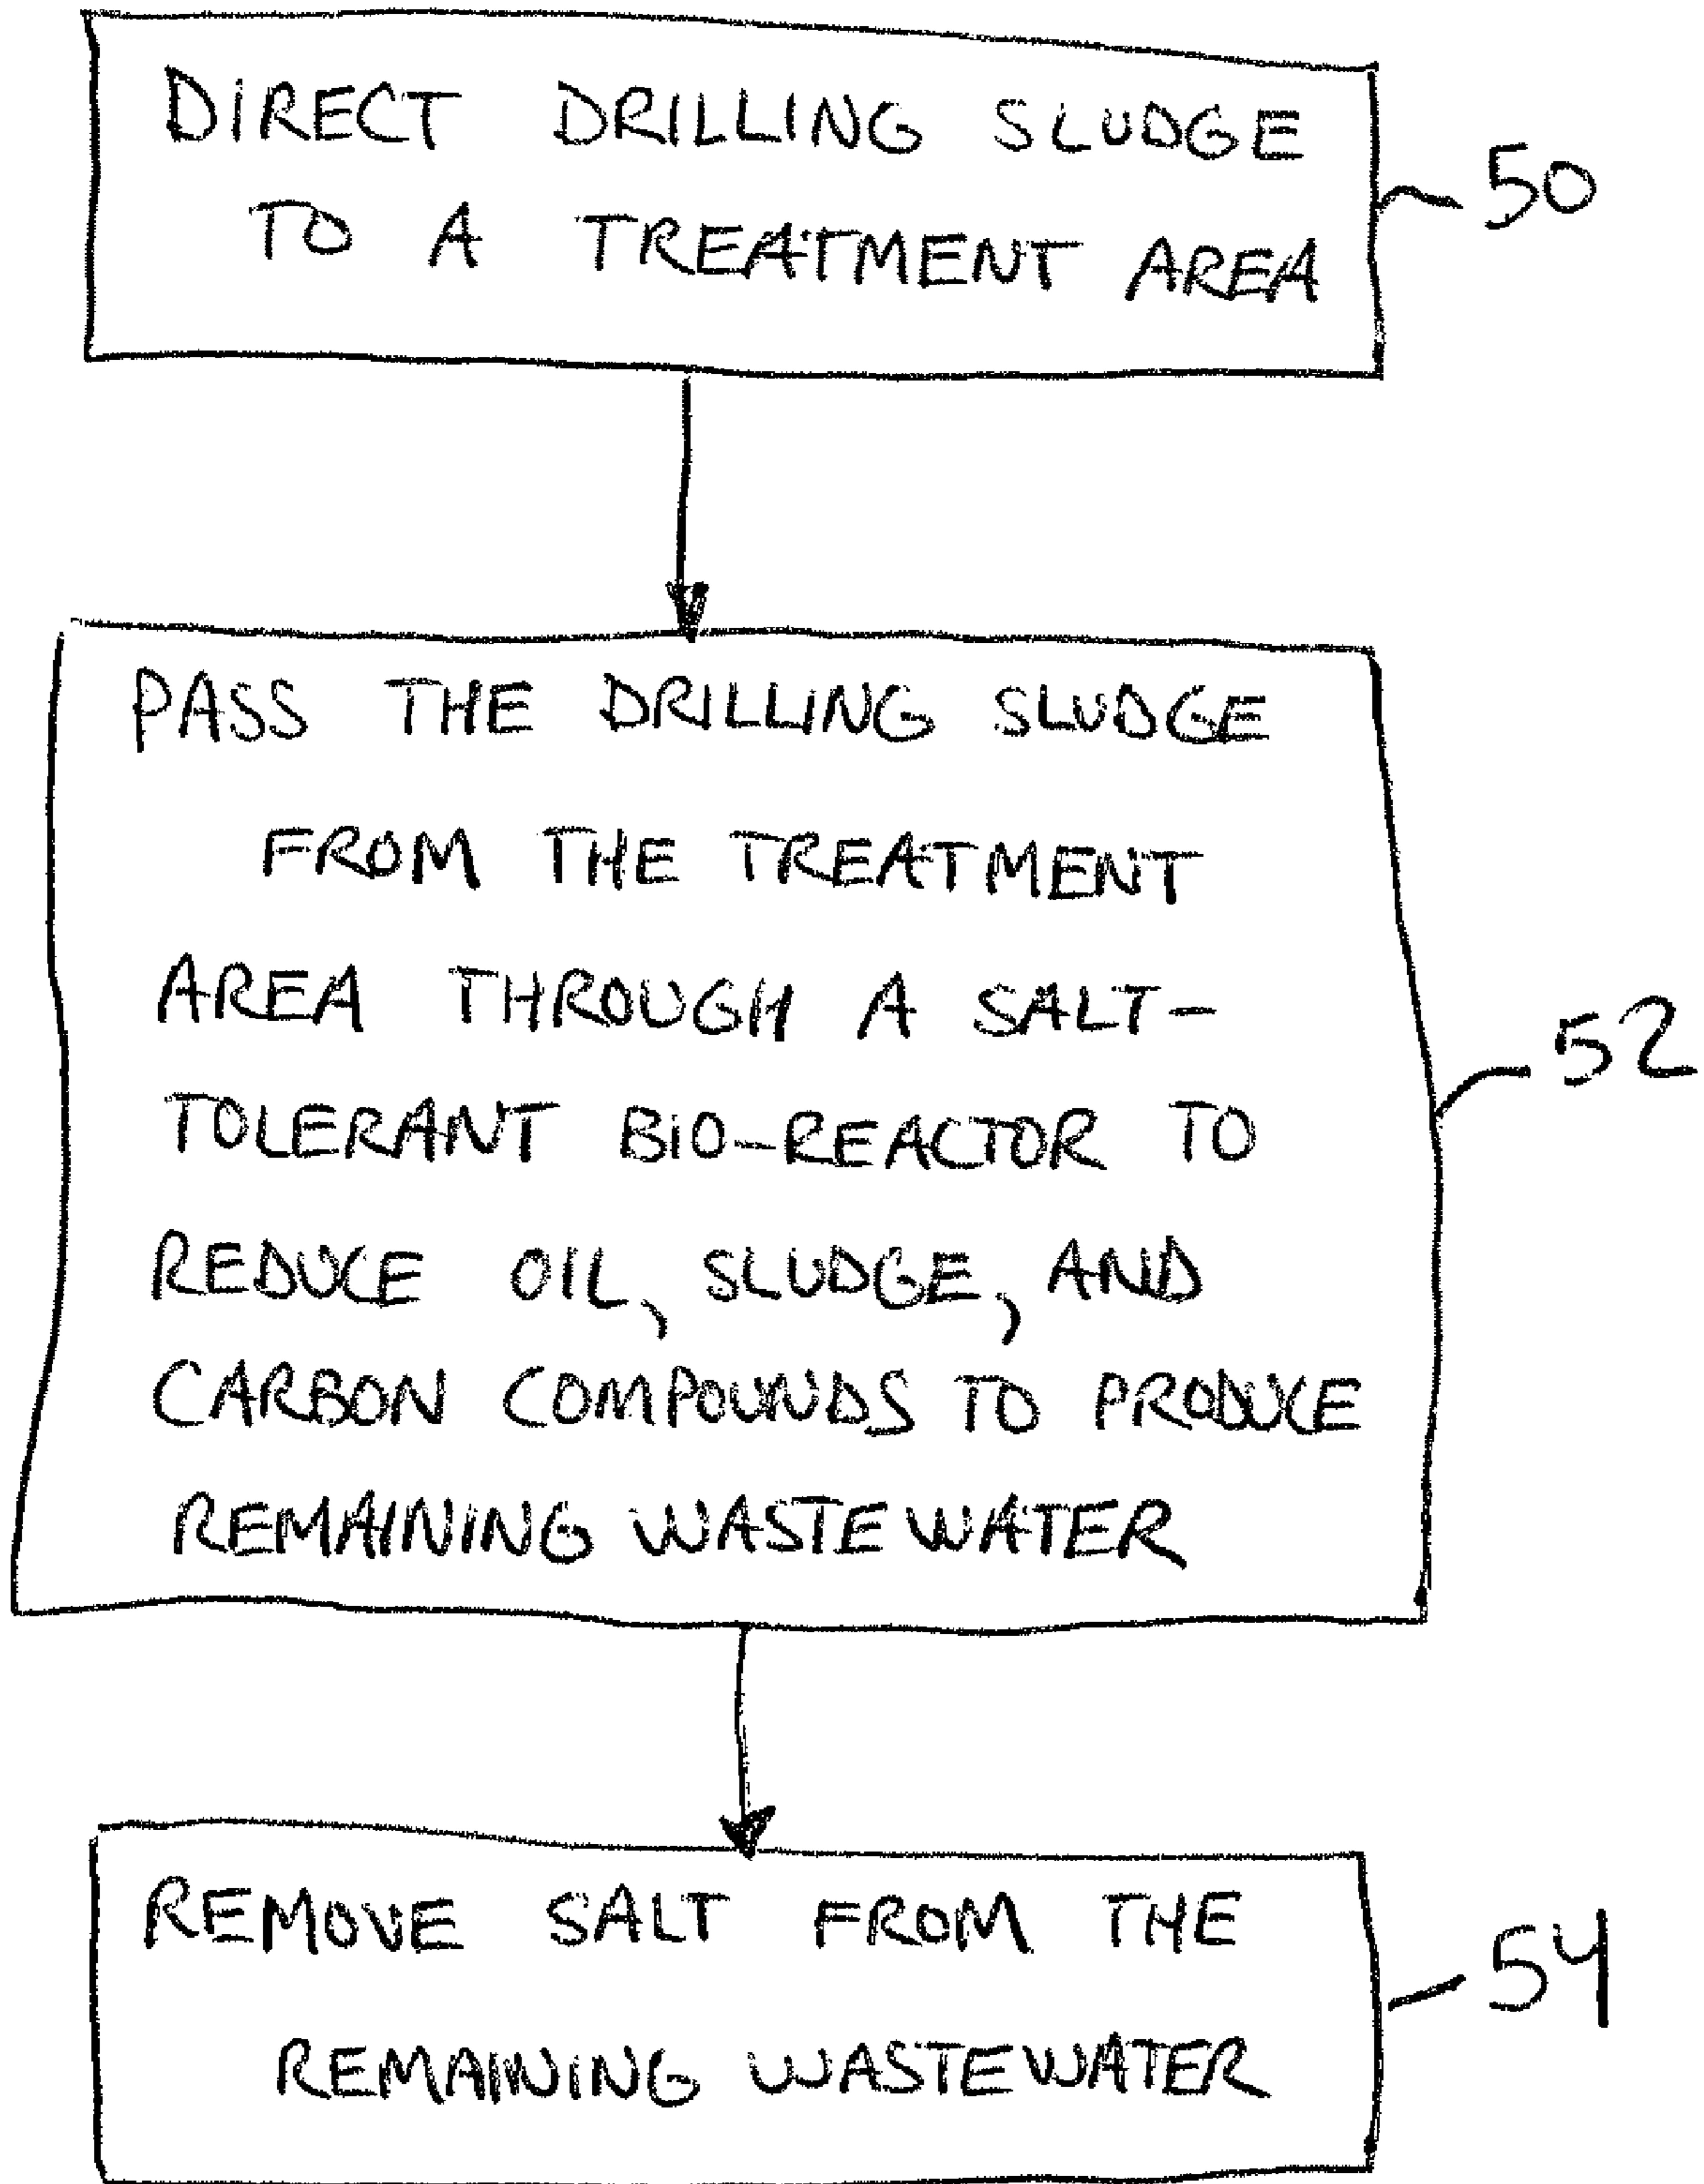 DIRECT DRILLING SLUDGE
TO A TREATMENT AREA
50
PASS THE DRILLING SLUDGE
FROM THE TREATMENT
AREA THROUGH A SALT-
TOLERANT BIO-REACTOR TO
REDUCE OIL, SLUDGE, AND
CARBON COMPOUNDS TO PRODUCE
REMAINING WASTEWATER
52
REMOVE SALT FROM THE
REMAINING WASTEWATER
54